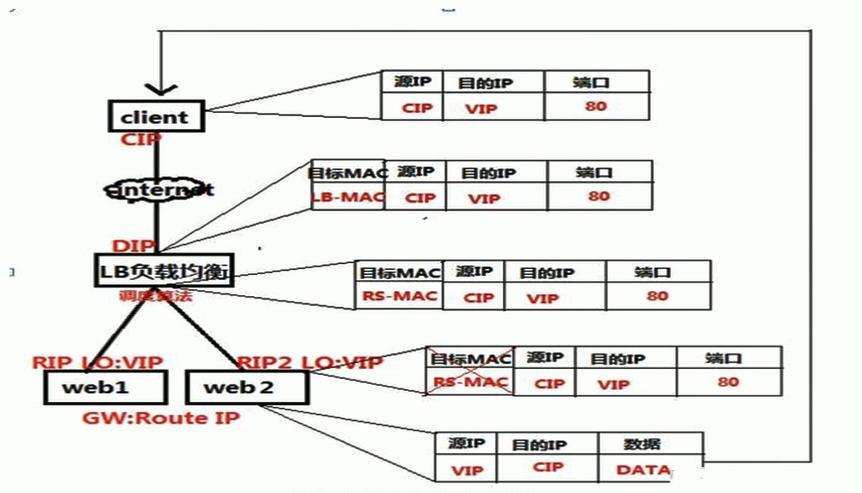 源IP 目的IP 端口
CIP VIP 80
client
CIP
目标MAC 源IP 目的IP 端口
LB-MAC CIP VIP 80
internet
DIP
LB负载均衡
调度算法
目标MAC 源IP 目的IP 端口
RS-MAC CIP VIP 80
RIP LO:VIP RIP2 LO:VIP
web1 web2
GW:Route IP
目标MAC 源IP 目的IP 端口
RS-MAC CIP VIP 80
源IP 目的IP 数据
VIP CIP DATA